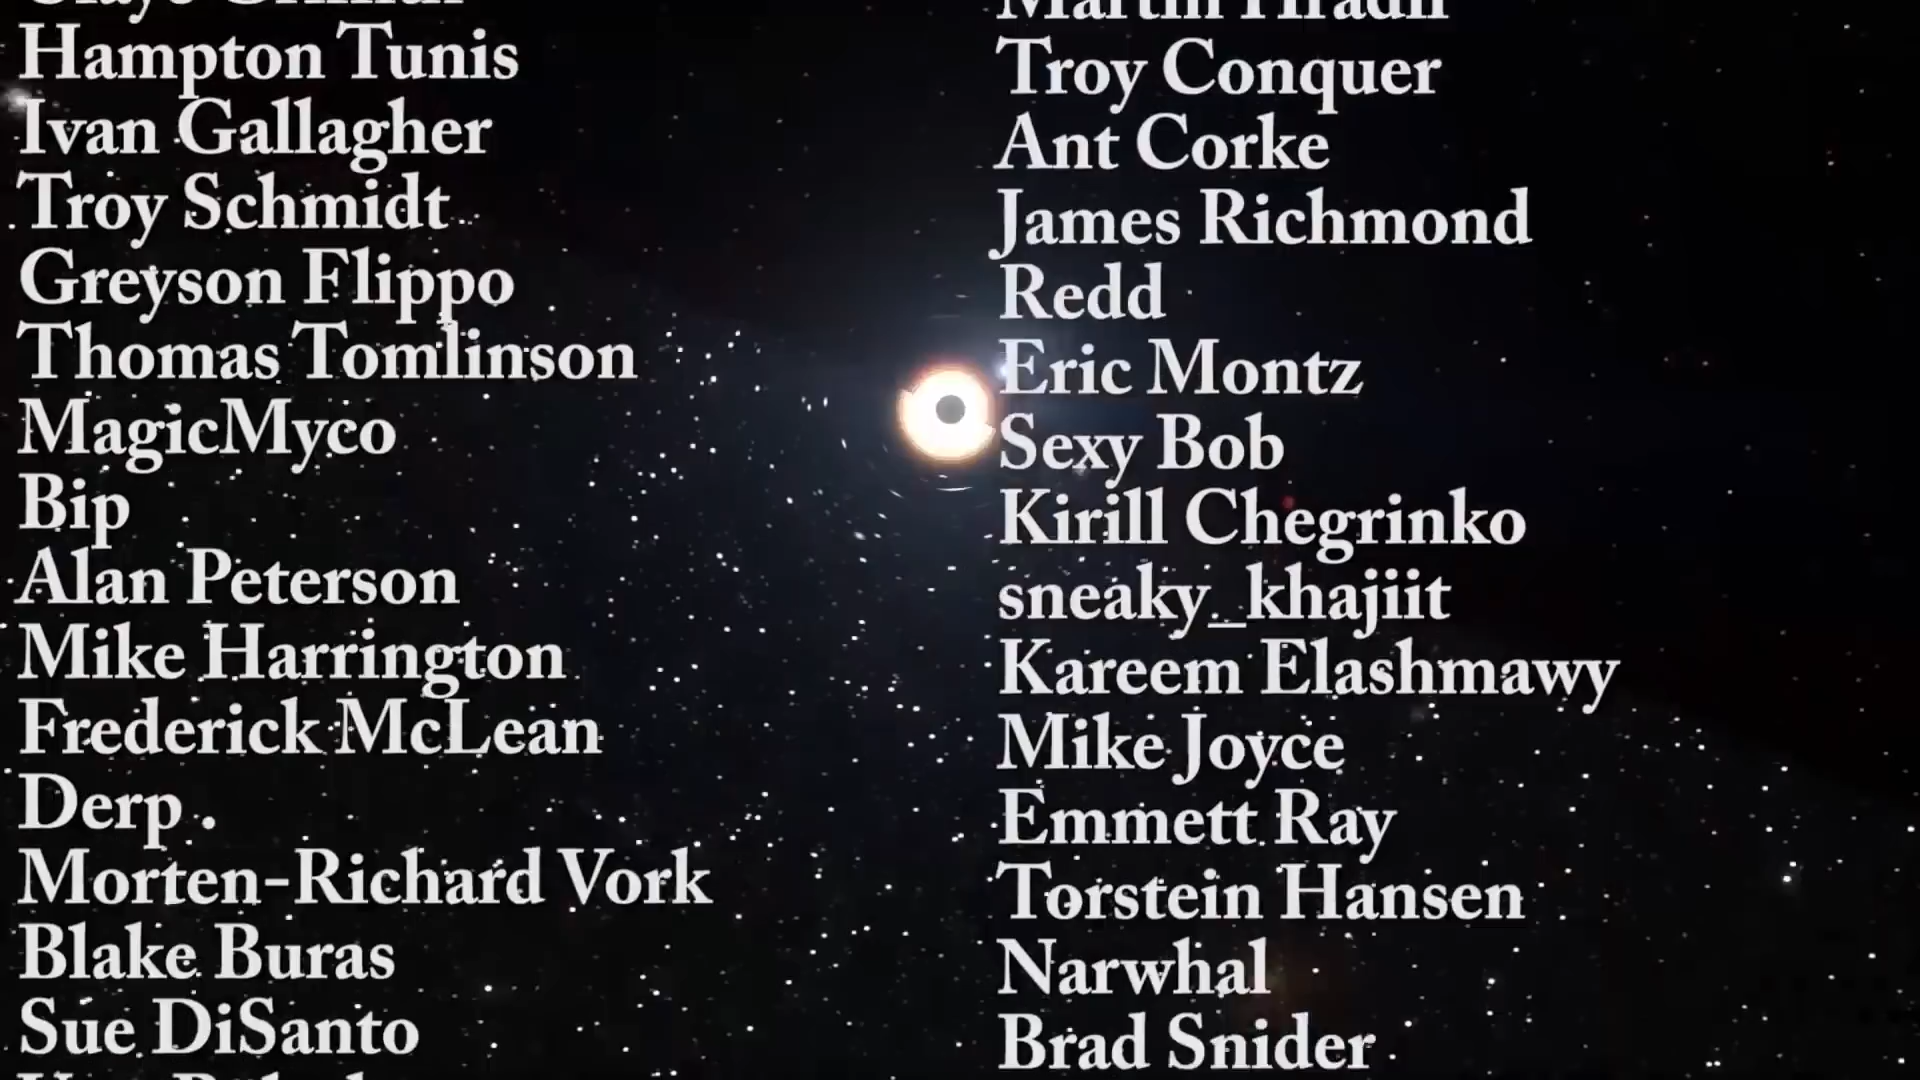 Hampton Tunis
Ivan Gallagher
Troy Schmidt
Greyson Flippo
Thomas Tomlinson
MagicMyco
Bip
Alan Peterson
Mike Harrington
Frederick McLean
Derp .
Morten-Richard Vork
Blake Buras
Sue DiSanto
Troy Conquer
Ant Corke
James Richmond
Redd
Eric Montz
Sexy Bob
Kirill Chegrinko
sneaky_khajiit
Kareem Elashmawy
Mike Joyce
Emmett Ray
Torstein Hansen
Narwhal
Brad Snider